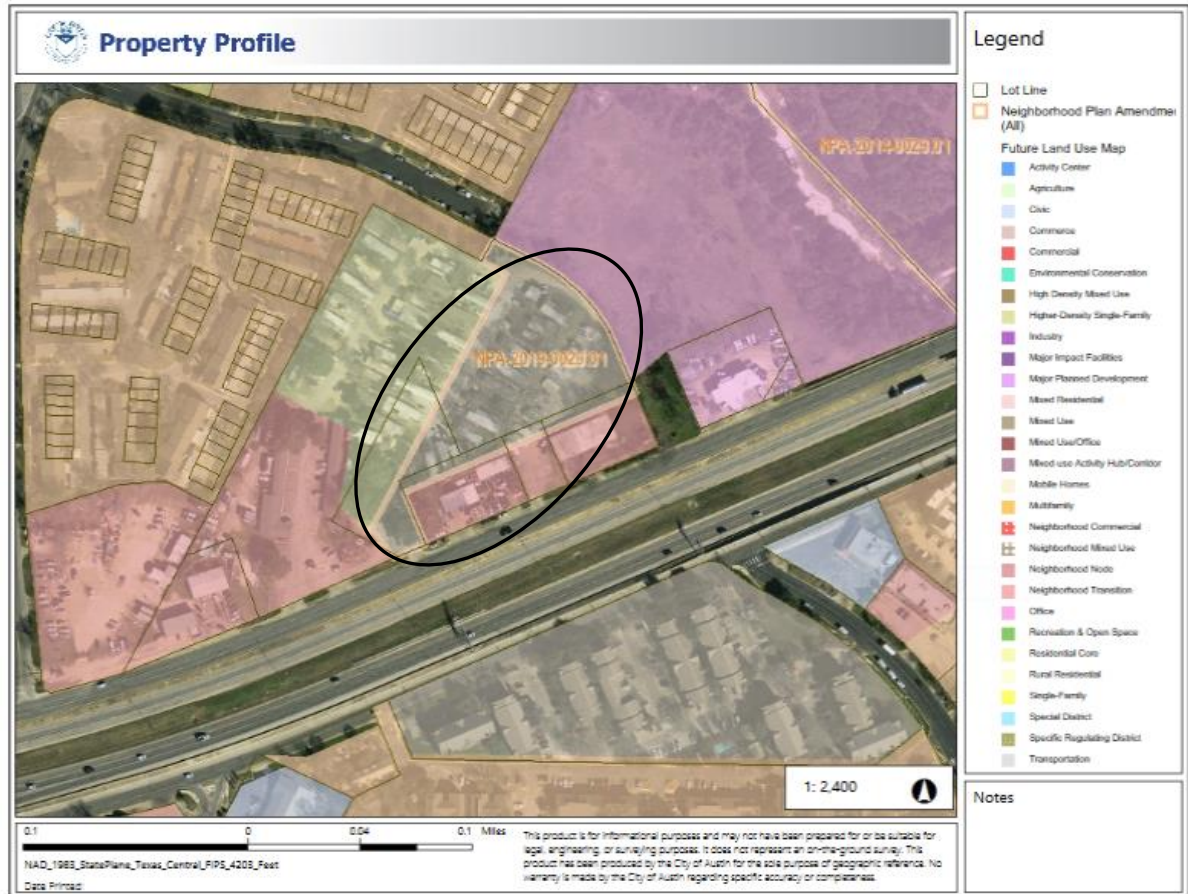 Property Profile
NPA-2014-0029.01
NPA-2019-0029.01
1: 2,400
0.1 0 0.04 0.1 Miles
NAD_1983_StatePlane_Texas_Central_FIPS_4203_Feet
Date Printed:
This product is for informational purposes and may not have been prepared for or be suitable for
legal, engineering, or surveying purposes. It does not represent an on-the-ground survey. This
product has been produced by the City of Austin for the sole purpose of geographic reference. No
warranty is made by the City of Austin regarding specific accuracy or completeness.
Legend
Lot Line
Neighborhood Plan Amendme
(All)
Future Land Use Map
Activity Center
Agriculture
Civic
Commerce
Commercial
Environmental Conservation
High Density Mixed Use
Higher-Density Single-Family
Industry
Major Impact Facilities
Major Planned Development
Mixed Residential
Mixed Use
Mixed Use/Office
Mixed use Activity Hub/Corridor
Mobile Homes
Multifamily
Neighborhood Commercial
Neighborhood Mixed Use
Neighborhood Node
Neighborhood Transition
Office
Recreation & Open Space
Residential Core
Rural Residential
Single-Family
Special District
Specific Regulating District
Transportation
Notes